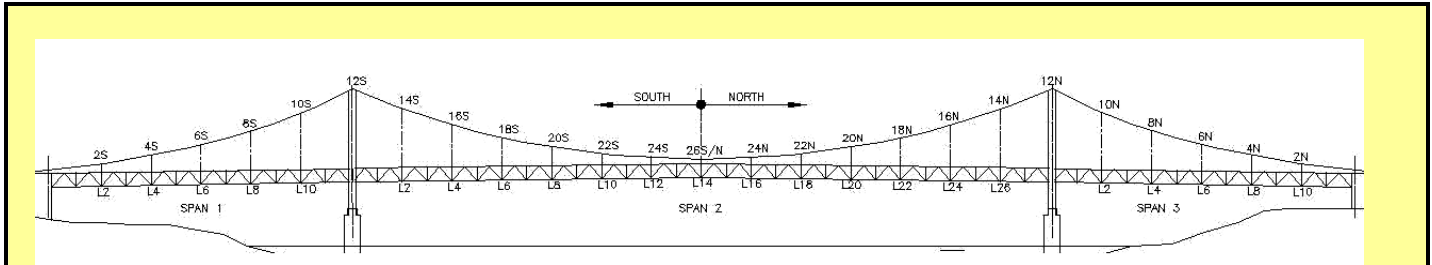 12S 12N
10S 14S SOUTH NORTH 14N 10N
8S 16S 16N 8N
6S 18S 18N 6N
4S 20S 20N 4N
2S 22S 24S 26S/N 24N 22N 2N
L2 L4 L6 L8 L10 L2 L4 L6 L8 L10 L12 L14 L16 L18 L20 L22 L24 L26 L2 L4 L6 L8 L10
SPAN 1 SPAN 2 SPAN 3